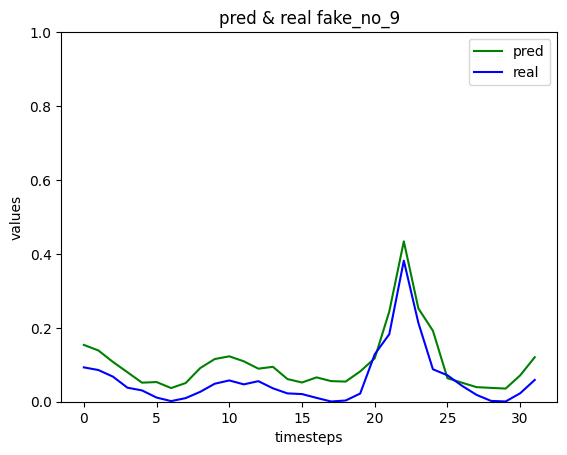 pred & real fake_no_9
1.0
pred
real
0.8
0.6
values
0.4
0.2
0.0
0 5 10 15 20 25 30
timesteps